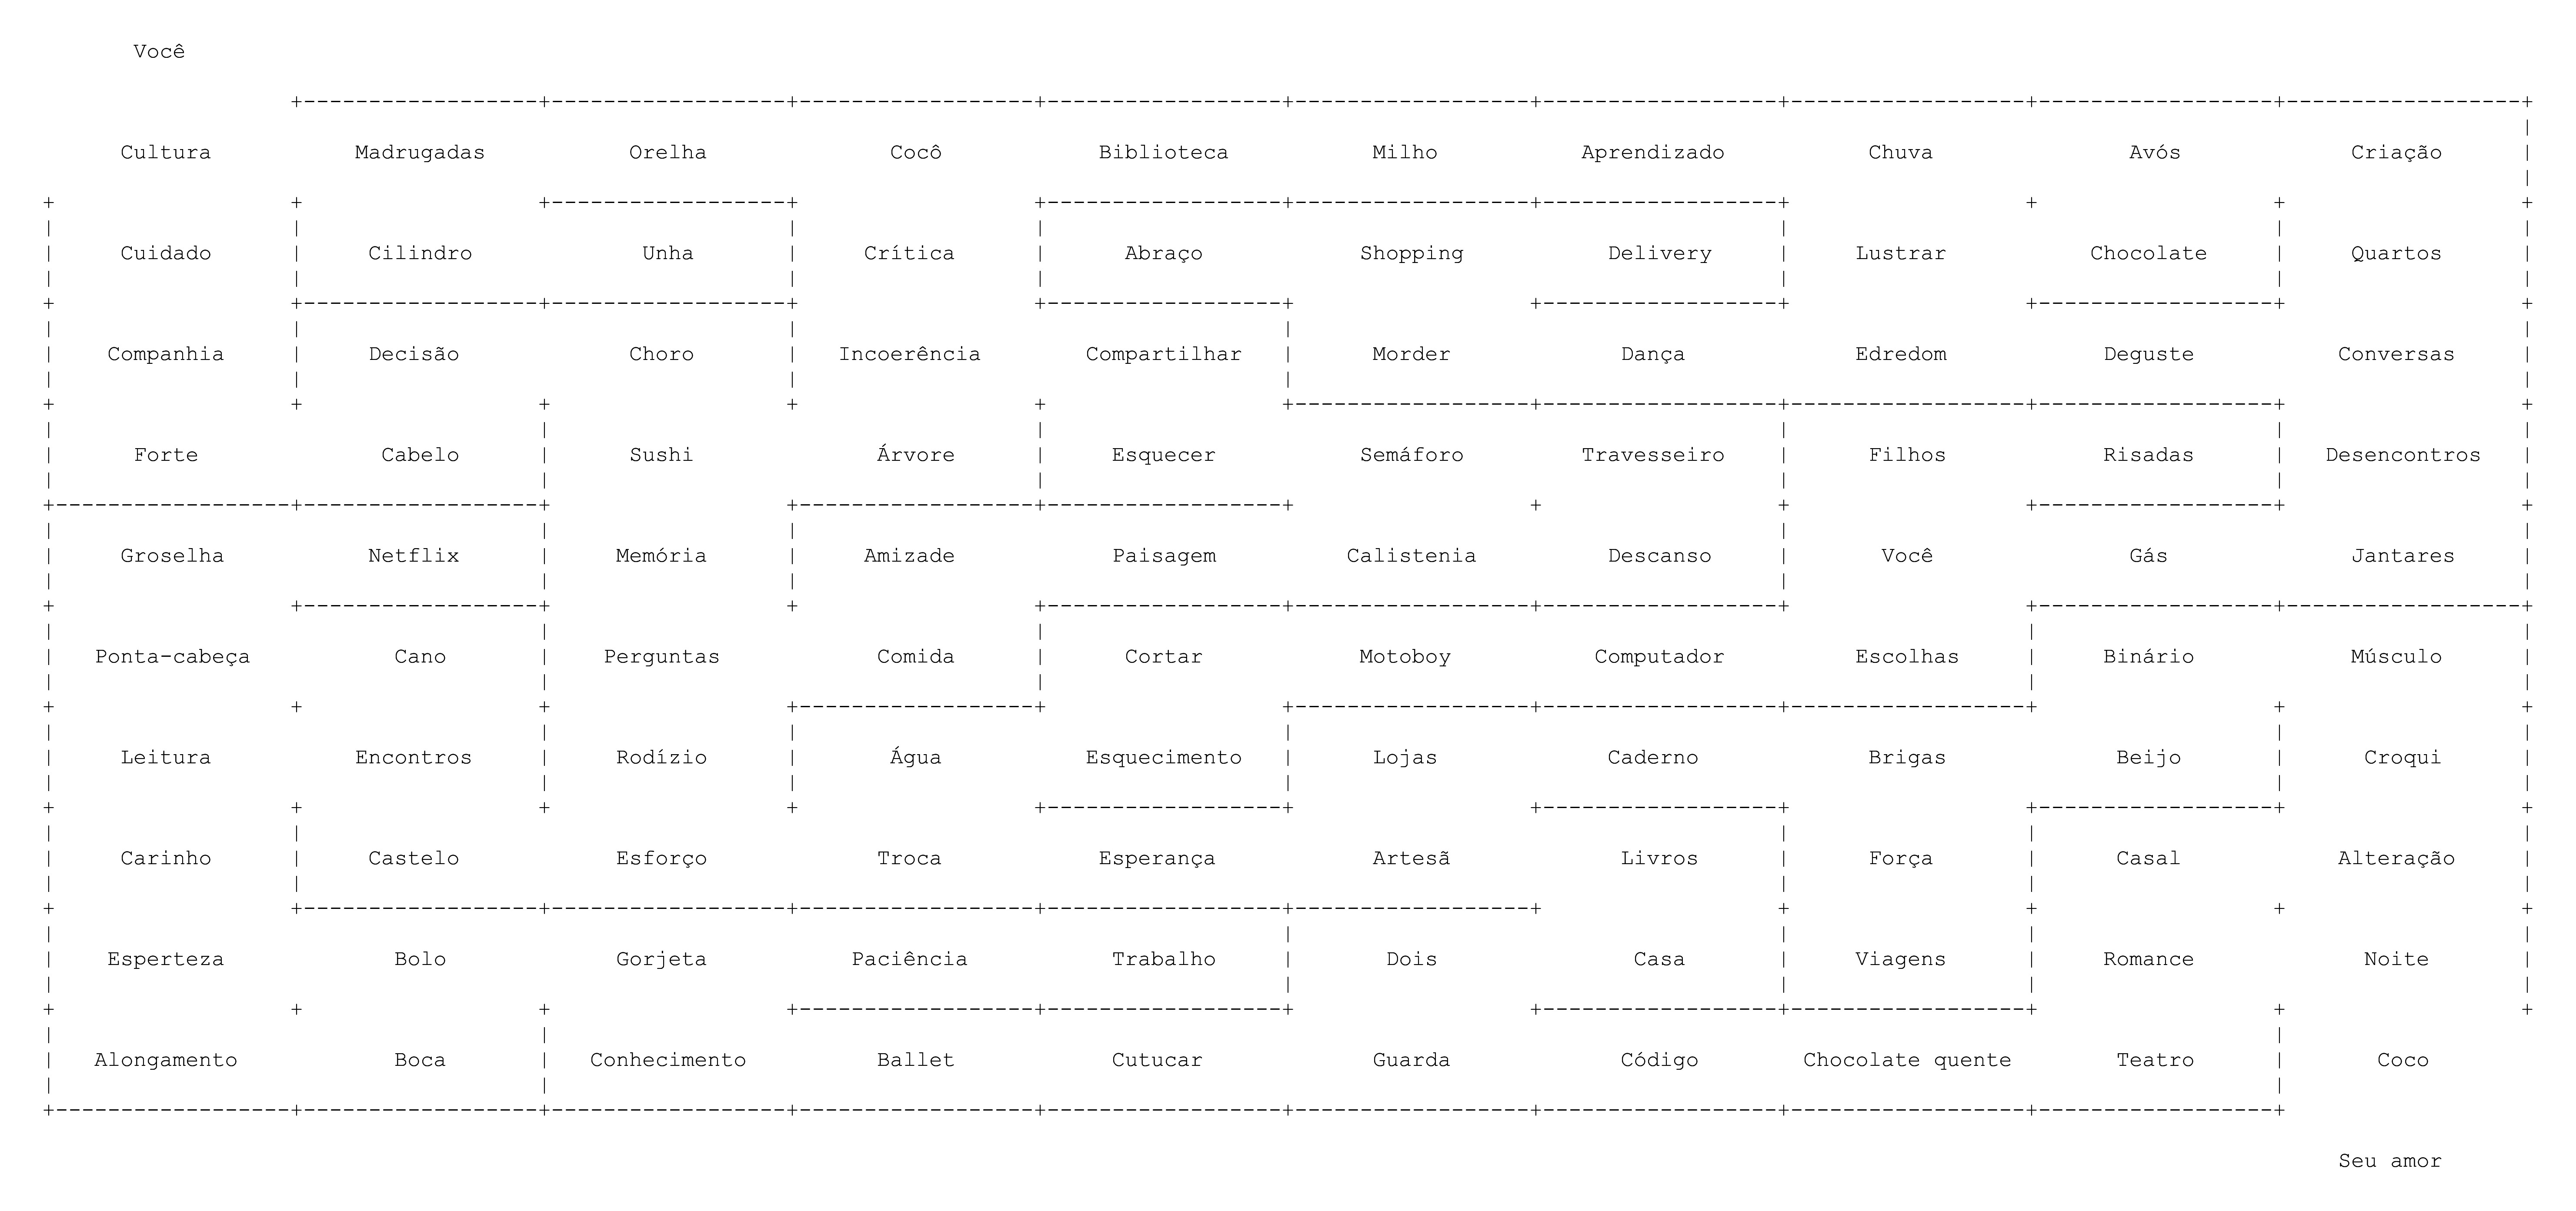 Você
Cultura Madrugadas Orelha Cocô Biblioteca Milho Aprendizado Chuva Avós Criação
Cuidado Cilindro Unha Crítica Abraço Shopping Delivery Lustrar Chocolate Quartos
Companhia Decisão Choro Incoerência Compartilhar Morder Dança Edredom Deguste Conversas
Forte Cabelo Sushi Árvore Esquecer Semáforo Travesseiro Filhos Risadas Desencontros
Groselha Netflix Memória Amizade Paisagem Calistenia Descanso Você Gás Jantares
Ponta-cabeça Cano Perguntas Comida Cortar Motoboy Computador Escolhas Binário Músculo
Leitura Encontros Rodízio Água Esquecimento Lojas Caderno Brigas Beijo Croqui
Carinho Castelo Esforço Troca Esperança Artesã Livros Força Casal Alteração
Esperteza Bolo Gorjeta Paciência Trabalho Dois Casa Viagens Romance Noite
Alongamento Boca Conhecimento Ballet Cutucar Guarda Código Chocolate quente Teatro Coco
Seu amor